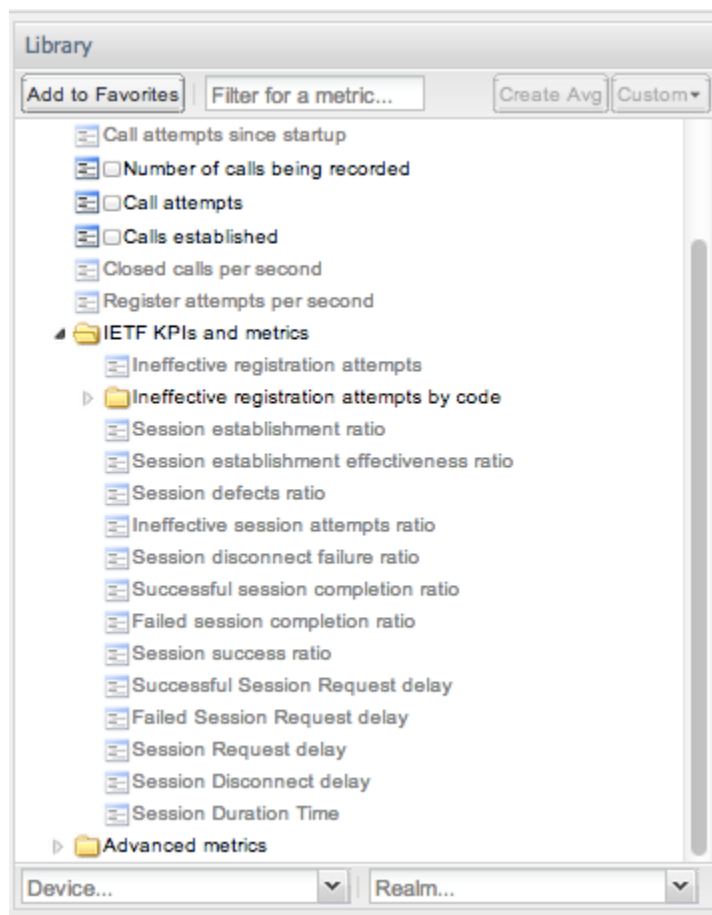 Library
Add to Favorites Filter for a metric... Create Avg Custom
Call attempts since startup
Number of calls being recorded
Call attempts
Calls established
Closed calls per second
Register attempts per second
IETF KPIs and metrics
Ineffective registration attempts
Ineffective registration attempts by code
Session establishment ratio
Session establishment effectiveness ratio
Session defects ratio
Ineffective session attempts ratio
Session disconnect failure ratio
Successful session completion ratio
Failed session completion ratio
Session success ratio
Successful Session Request delay
Failed Session Request delay
Session Request delay
Session Disconnect delay
Session Duration Time
Advanced metrics
Device... Realm...